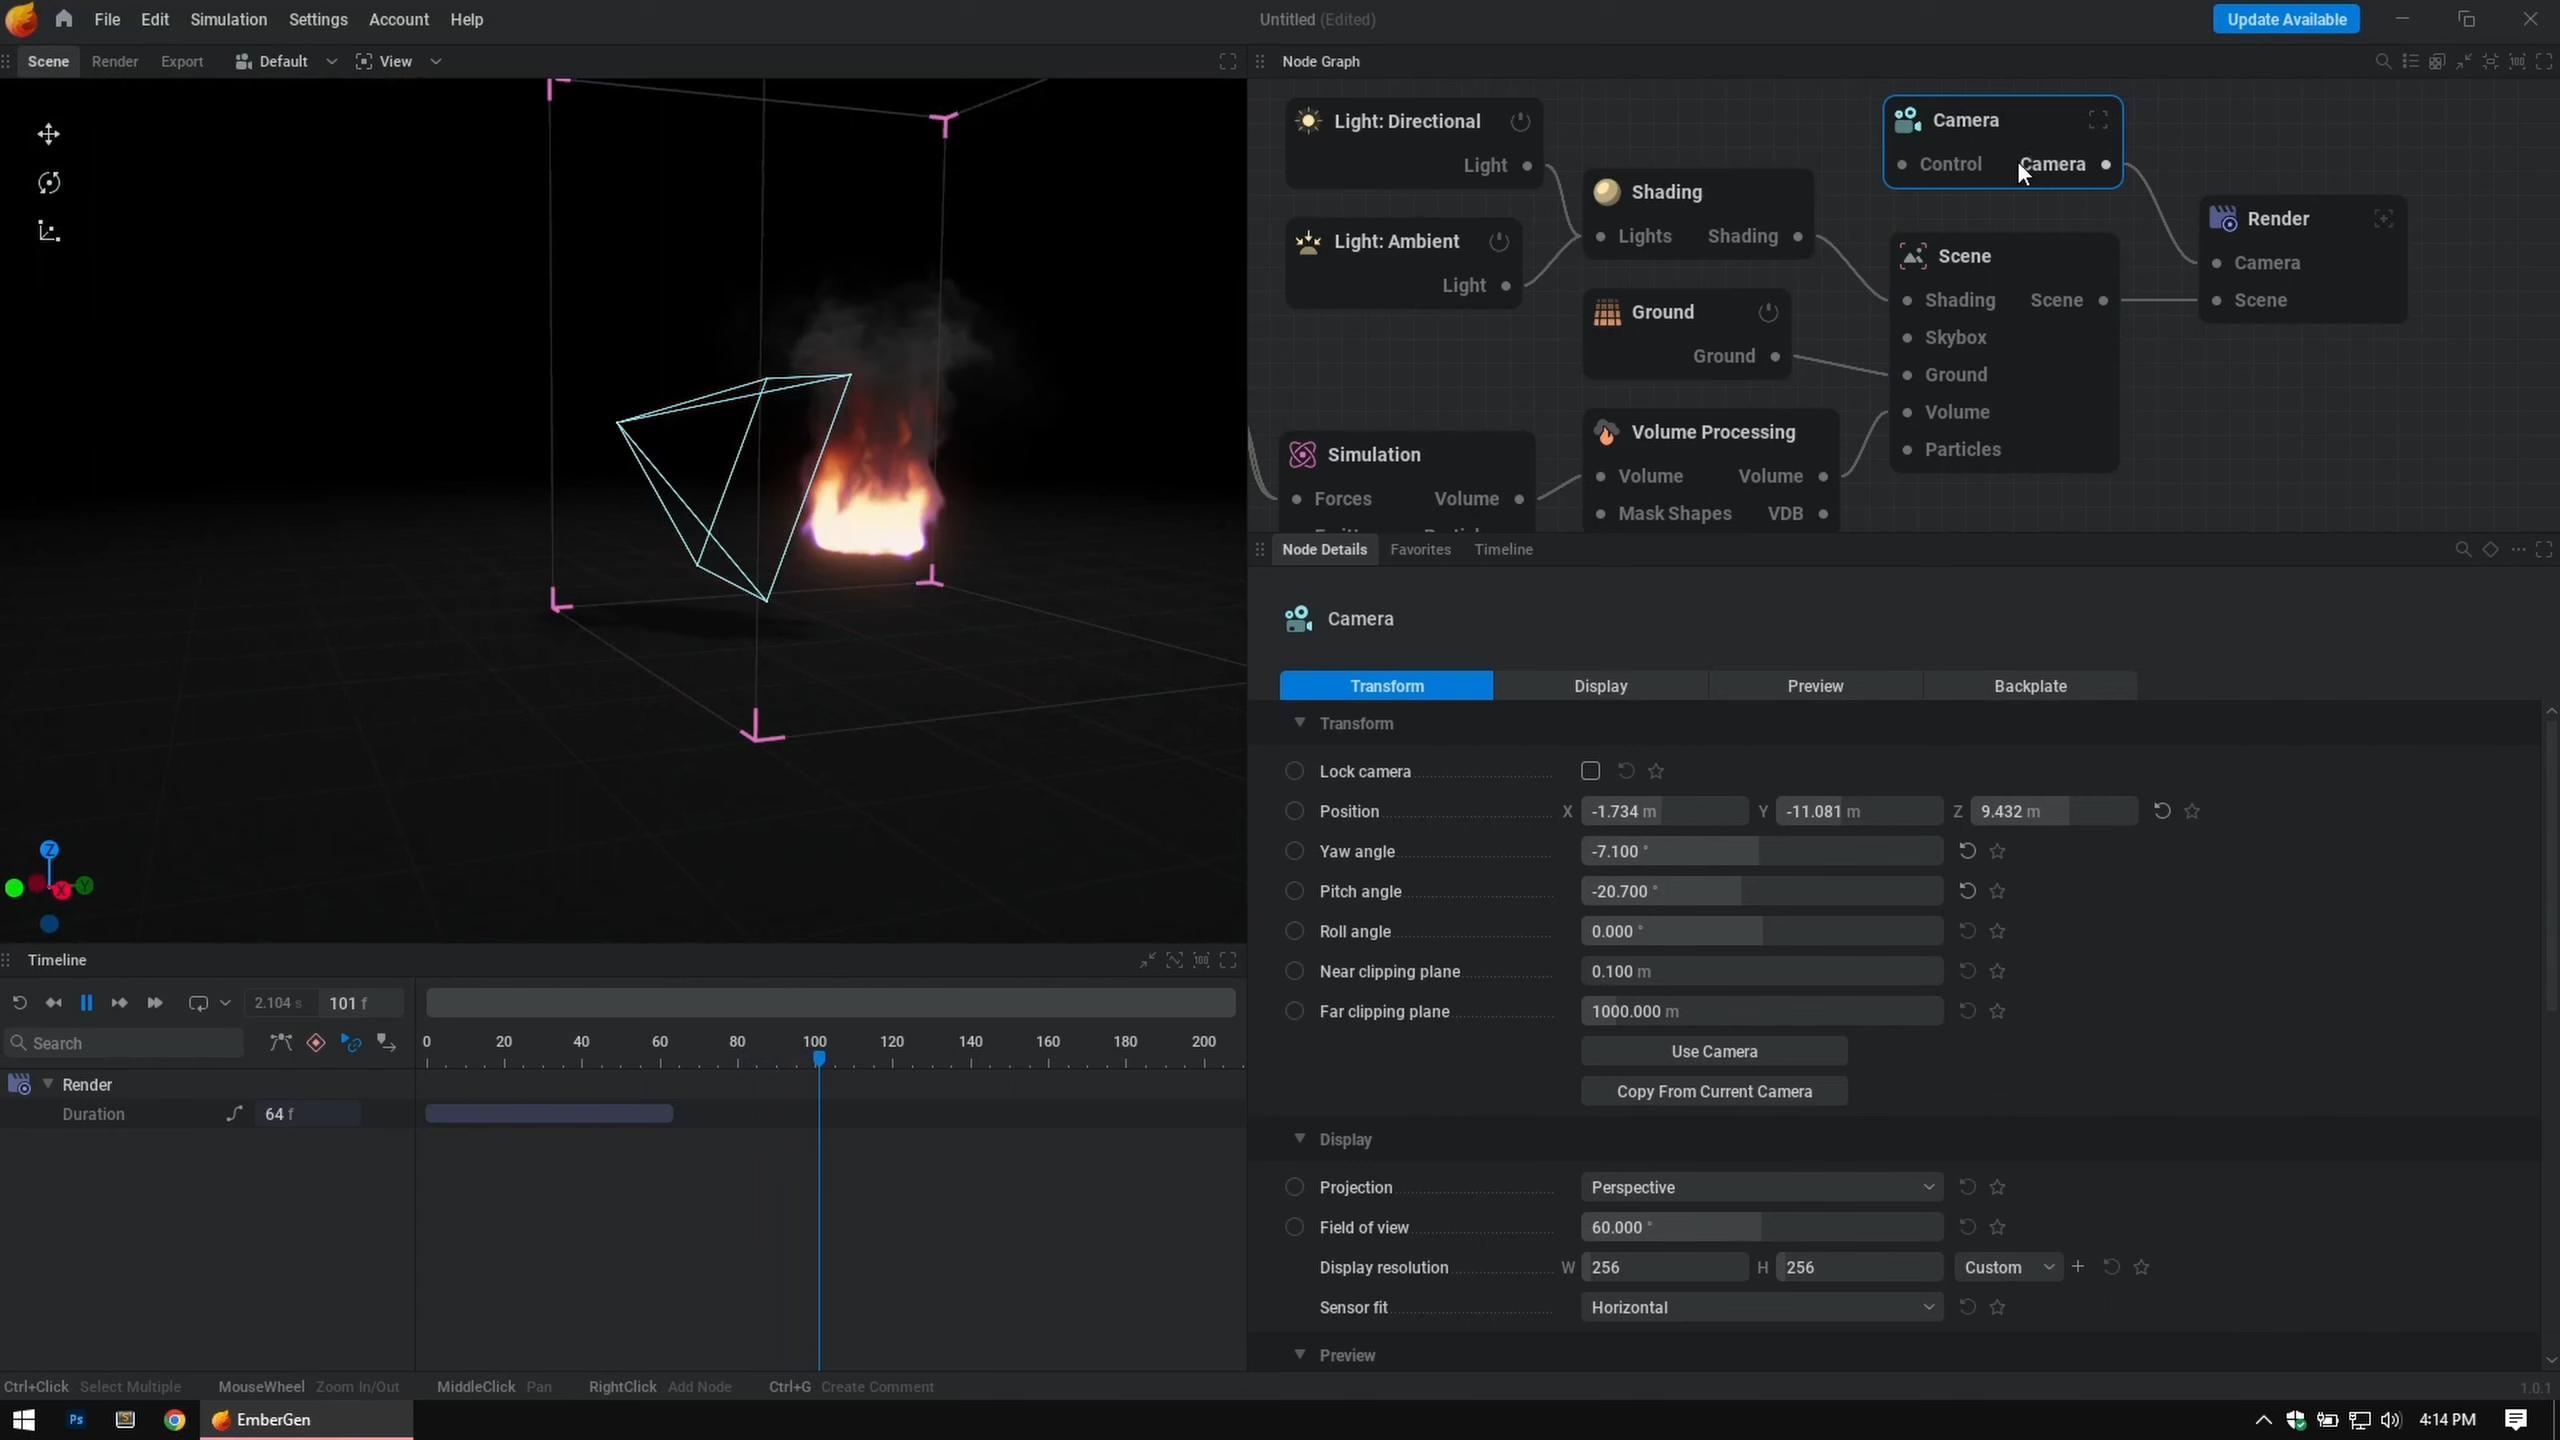 File Edit Simulation Settings Account Help
Untitled (Edited)
Update Available
Scene Render Export Default View
Node Graph
Light: Directional
Light
Light: Ambient
Light
Shading
Lights Shading
Ground
Ground
Camera
Control Camera
Scene
Shading Scene
Skybox
Ground
Volume
Particles
Render
Camera
Scene
Simulation
Forces Volume
Volume Processing
Volume Volume
Mask Shapes VDB
Node Details Favorites Timeline
Camera
Transform Display Preview Backplate
Transform
Lock camera
Position X -1.734 m Y -11.081 m Z 9.432 m
Yaw angle -7.100 °
Pitch angle -20.700 °
Roll angle 0.000 °
Near clipping plane 0.100 m
Far clipping plane 1000.000 m
Use Camera
Copy From Current Camera
Display
Projection Perspective
Field of view 60.000 °
Display resolution W 256 H 256 Custom
Sensor fit Horizontal
Preview
Z
X Y
Timeline
2.104 s 101 f
Search
0 20 40 60 80 100 120 140 160 180 200
Render
Duration 64 f
Ctrl+Click Select Multiple MouseWheel Zoom In/Out MiddleClick Pan RightClick Add Node Ctrl+G Create Comment
1.0.1
Ps
EmberGen
4:14 PM